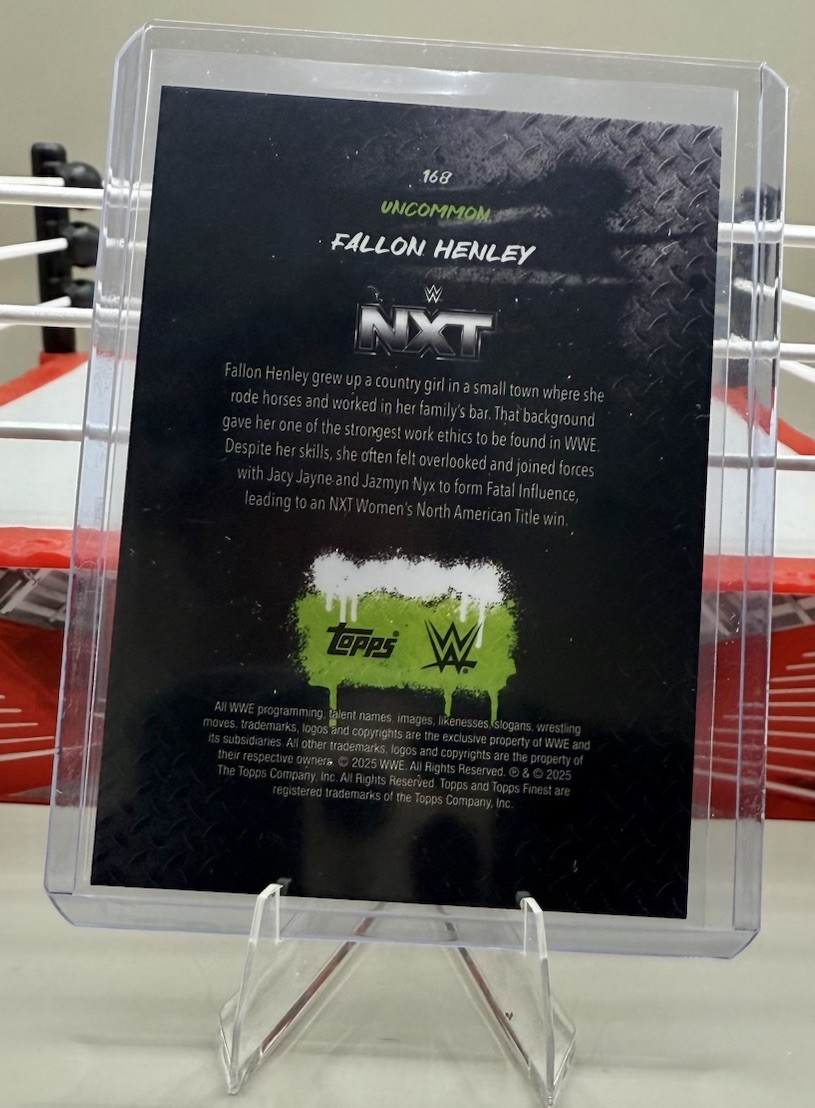 168
UNCOMMON
FALLON HENLEY
W
NXT
Fallon Henley grew up a country girl in a small town where she
rode horses and worked in her family's bar. That background
gave her one of the strongest work ethics to be found in WWE.
Despite her skills, she often felt overlooked and joined forces
with Jacy Jayne and Jazmyn Nyx to form Fatal Influence,
leading to an NXT Women's North American Title win.
topps® W®
All WWE programming, talent names, images, likenesses, slogans, wrestling
moves, trademarks, logos and copyrights are the exclusive property of WWE and
its subsidiaries. All other trademarks, logos and copyrights are the property of
their respective owners. © 2025 WWE. All Rights Reserved. ℗ & © 2025
The Topps Company, Inc. All Rights Reserved. Topps and Topps Finest are
registered trademarks of the Topps Company, Inc.